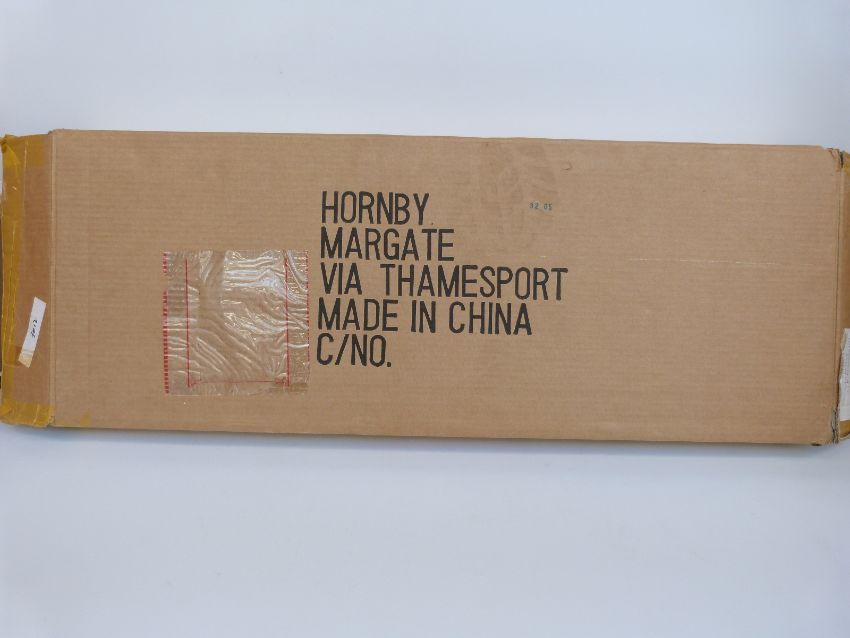 HORNBY
MARGATE
VIA THAMESPORT
MADE IN CHINA
C/NO.